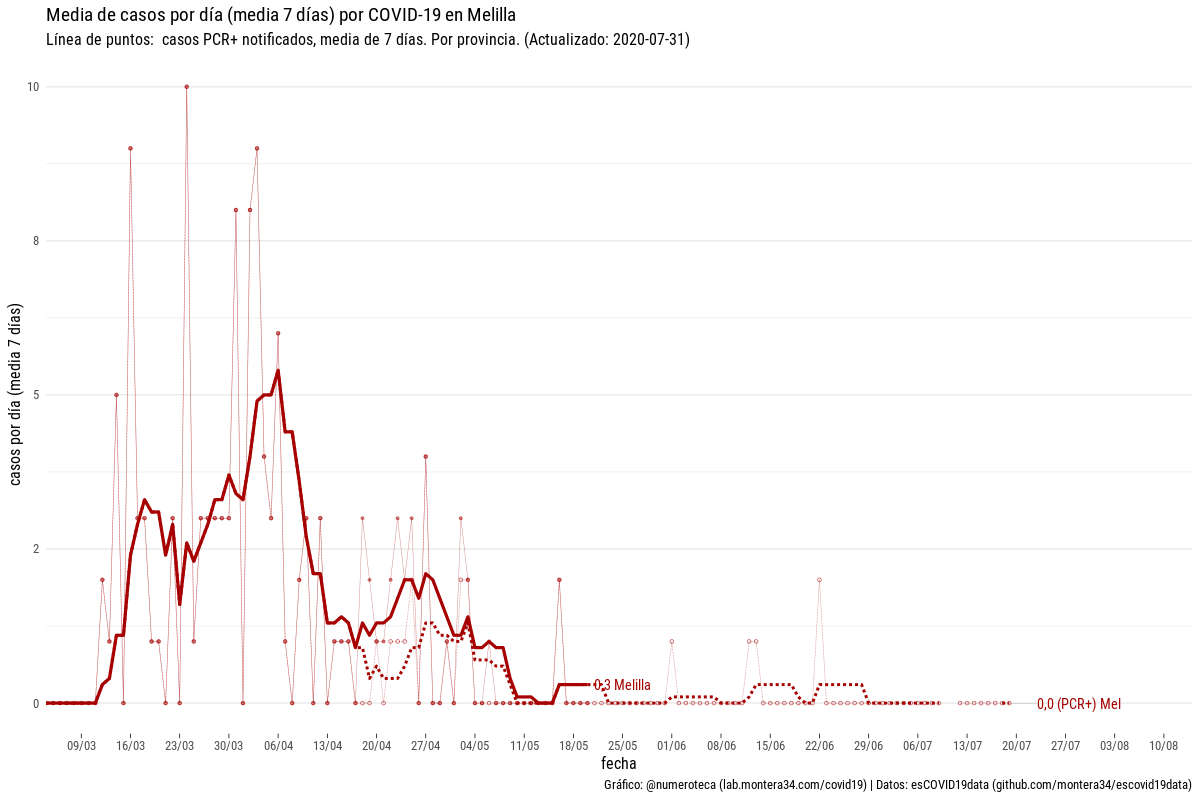 Media de casos por día (media 7 días) por COVID-19 en Melilla
Línea de puntos:  casos PCR+ notificados, media de 7 días. Por provincia. (Actualizado: 2020-07-31)
casos por día (media 7 días)
10
8
5
2
0
0,3 Melilla
0,0 (PCR+) Mel
09/03 16/03 23/03 30/03 06/04 13/04 20/04 27/04 04/05 11/05 18/05 25/05 01/06 08/06 15/06 22/06 29/06 06/07 13/07 20/07 27/07 03/08 10/08
fecha
Gráfico: @numeroteca (lab.montera34.com/covid19) | Datos: esCOVID19data (github.com/montera34/escovid19data)